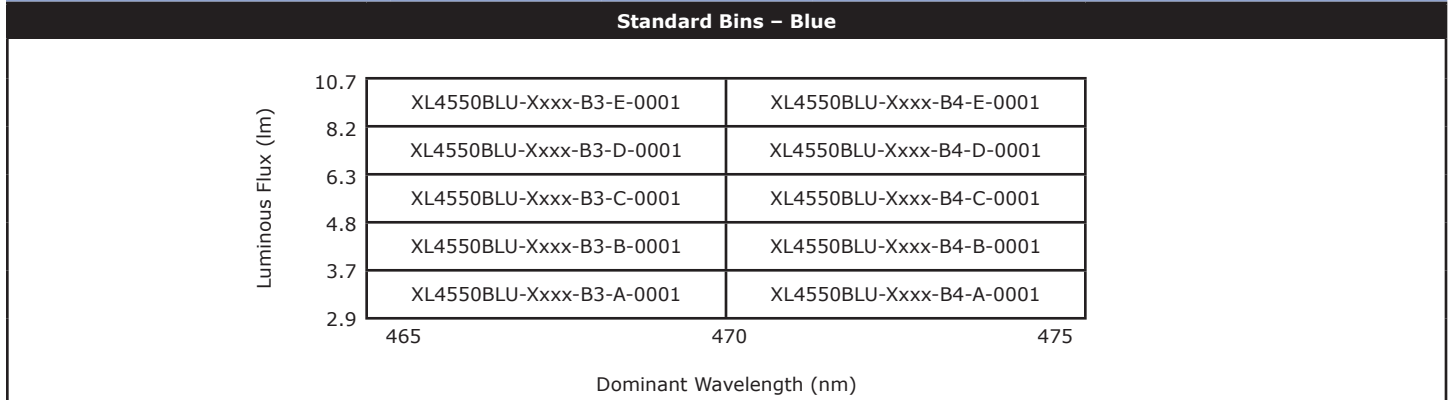 Standard Bins – Blue
10.7
XL4550BLU-Xxxx-B3-E-0001 XL4550BLU-Xxxx-B4-E-0001
8.2
XL4550BLU-Xxxx-B3-D-0001 XL4550BLU-Xxxx-B4-D-0001
6.3
XL4550BLU-Xxxx-B3-C-0001 XL4550BLU-Xxxx-B4-C-0001
4.8
XL4550BLU-Xxxx-B3-B-0001 XL4550BLU-Xxxx-B4-B-0001
3.7
XL4550BLU-Xxxx-B3-A-0001 XL4550BLU-Xxxx-B4-A-0001
2.9
Luminous Flux (lm)
465 470 475
Dominant Wavelength (nm)